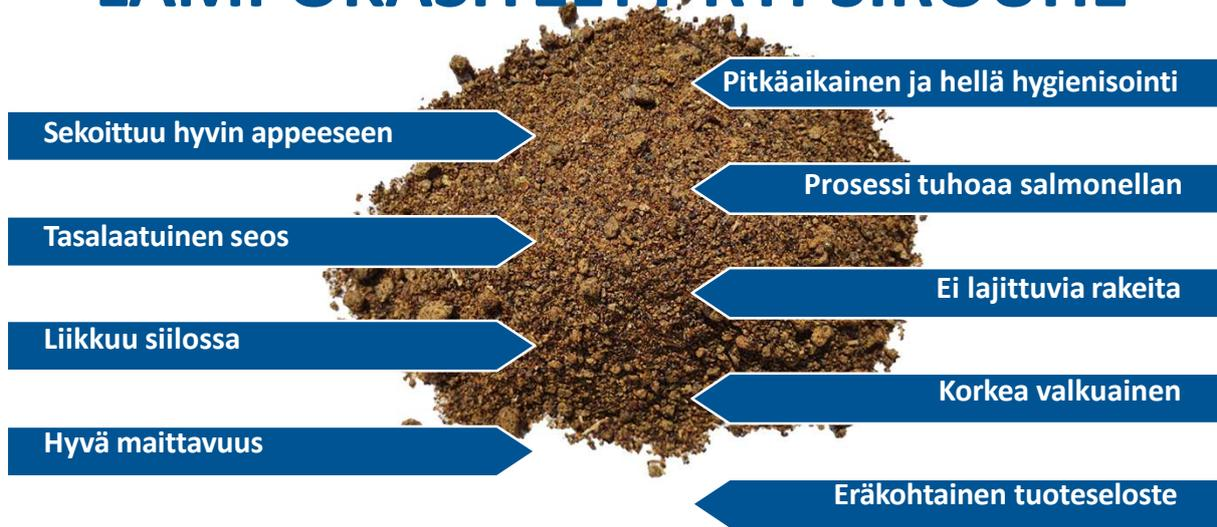 Sekoittuu hyvin appeeseen
Tasalaatuinen seos
Liikkuu siilossa
Hyvä maittavuus
Pitkäaikainen ja hellä hygienisointi
Prosessi tuhoaa salmonellan
Ei lajittuvia rakeita
Korkea valkuainen
Eräkohtainen tuoteseloste